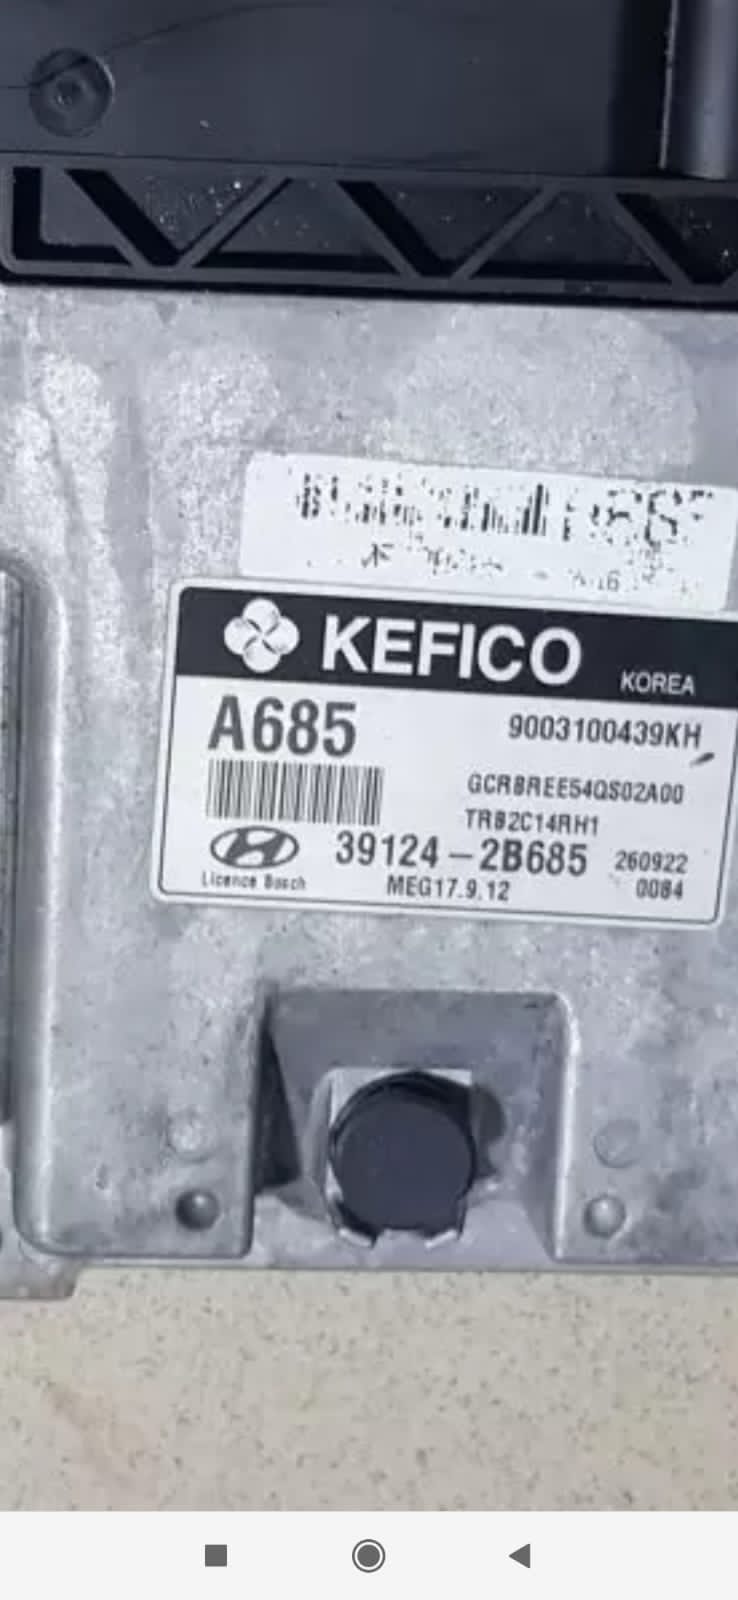 KEFICO KOREA
A685 9003100439KH
GCRBREE54QS02A00
TRB2C14RH1
39124-2B685 260922
Licence Bosch MEG17.9.12 0084